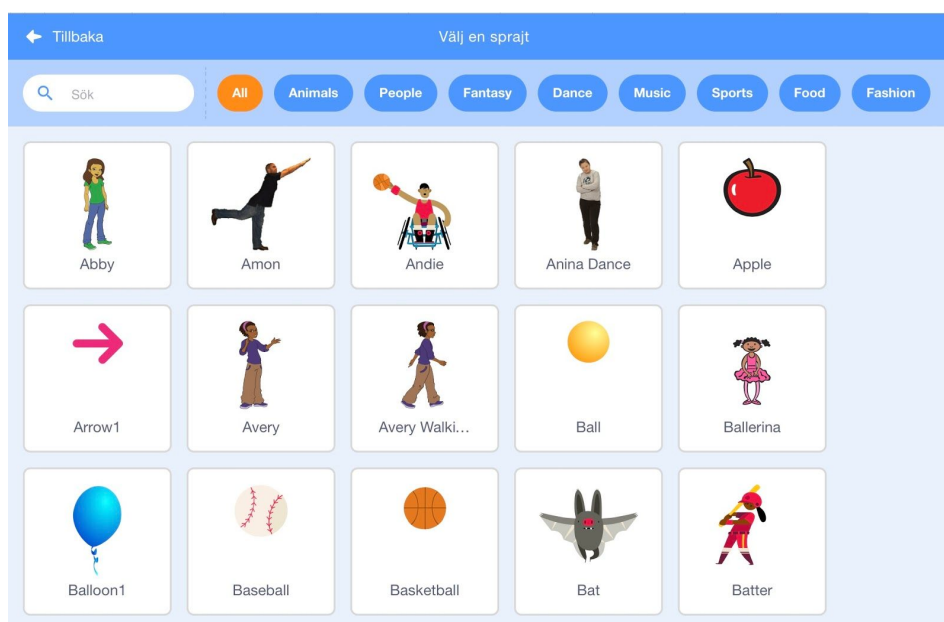 Tillbaka
Välj en sprajt
Sök
All
Animals
People
Fantasy
Dance
Music
Sports
Food
Fashion
Abby
Amon
Andie
Anina Dance
Apple
Arrow1
Avery
Avery Walki...
Ball
Ballerina
Balloon1
Baseball
Basketball
Bat
Batter